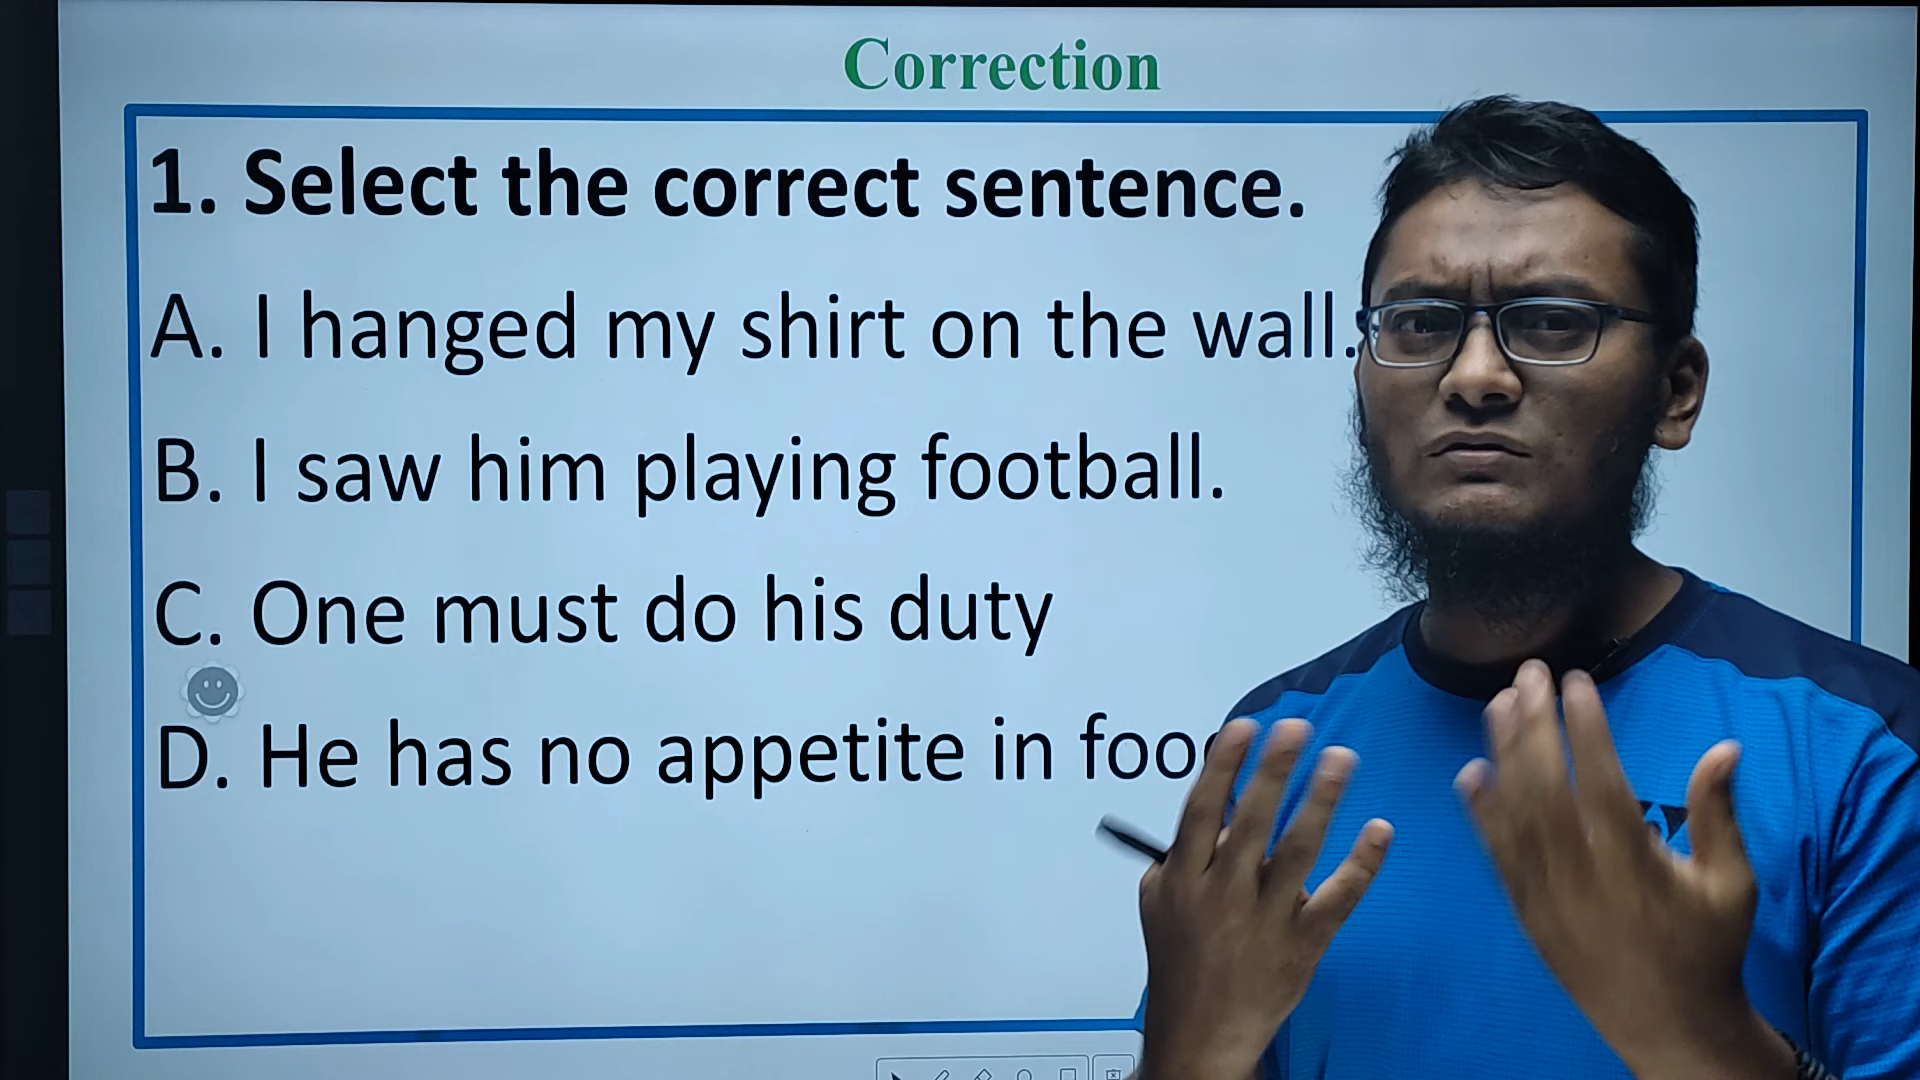 Correction
1. Select the correct sentence.
A. I hanged my shirt on the wall.
B. I saw him playing football.
C. One must do his duty
D. He has no appetite in